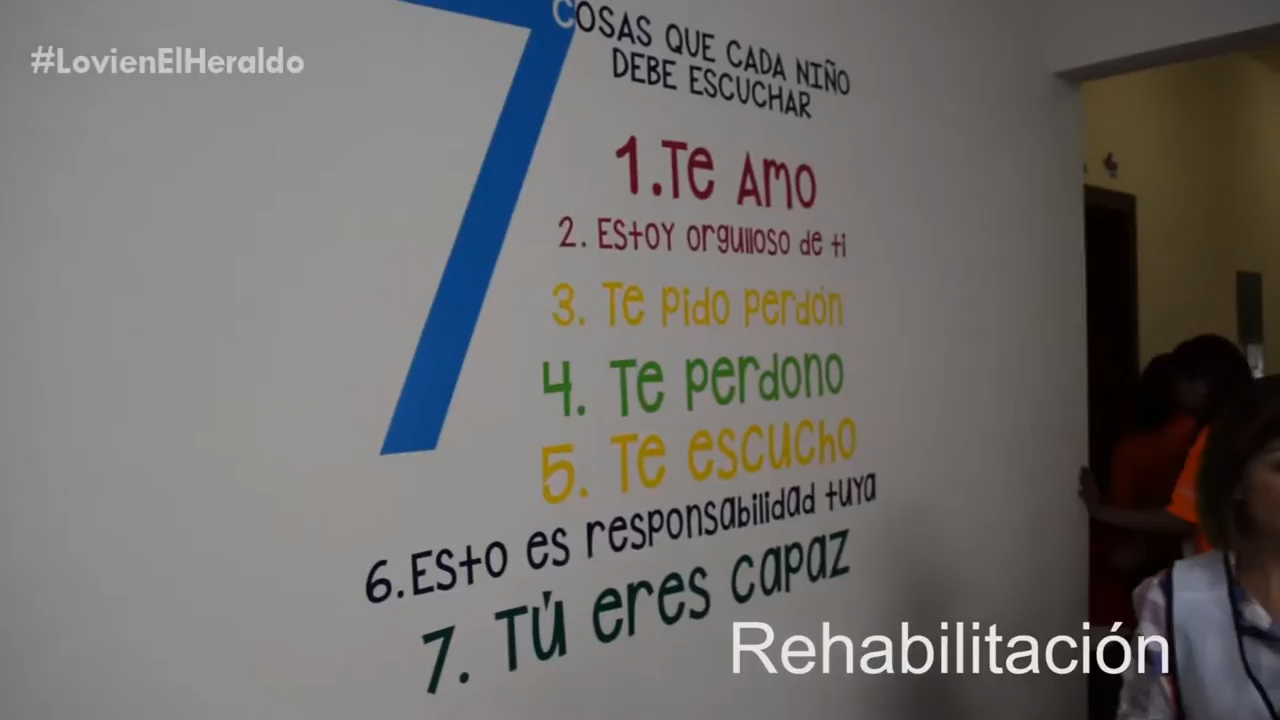 #LovienElHeraldo
7 COSAS QUE CADA NIÑO
DEBE ESCUCHAR
1.Te Amo
2. Estoy orgulloso de ti
3. Te pido perdón
4. Te perdono
5. Te escucho
6.Esto es responsabilidad tuya
7. Tú eres capaz
Rehabilitación